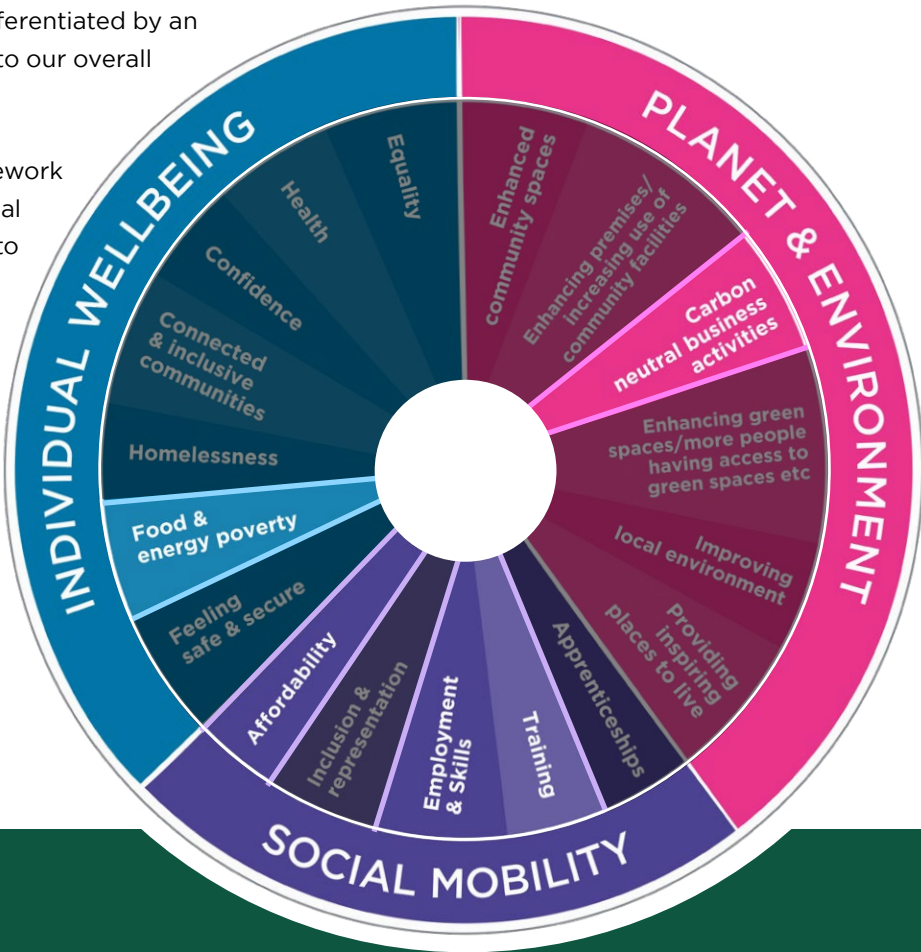 ferentiated by an
to our overall
ework
al
to
INDIVIDUAL WELLBEING
Equality
Health
Confidence
Connected
& inclusive
communities
Homelessness
Food &
energy poverty
Feeling
safe & secure
PLANET & ENVIRONMENT
Enhanced
community spaces
Enhancing premises/
increasing use of
community facilities
Carbon
neutral business
activities
Enhancing green
spaces/more people
having access to
green spaces etc
Improving
local environment
Providing
inspiring
places to live
SOCIAL MOBILITY
Affordability
Inclusion &
representation
Employment
& Skills
Training
Apprenticeships